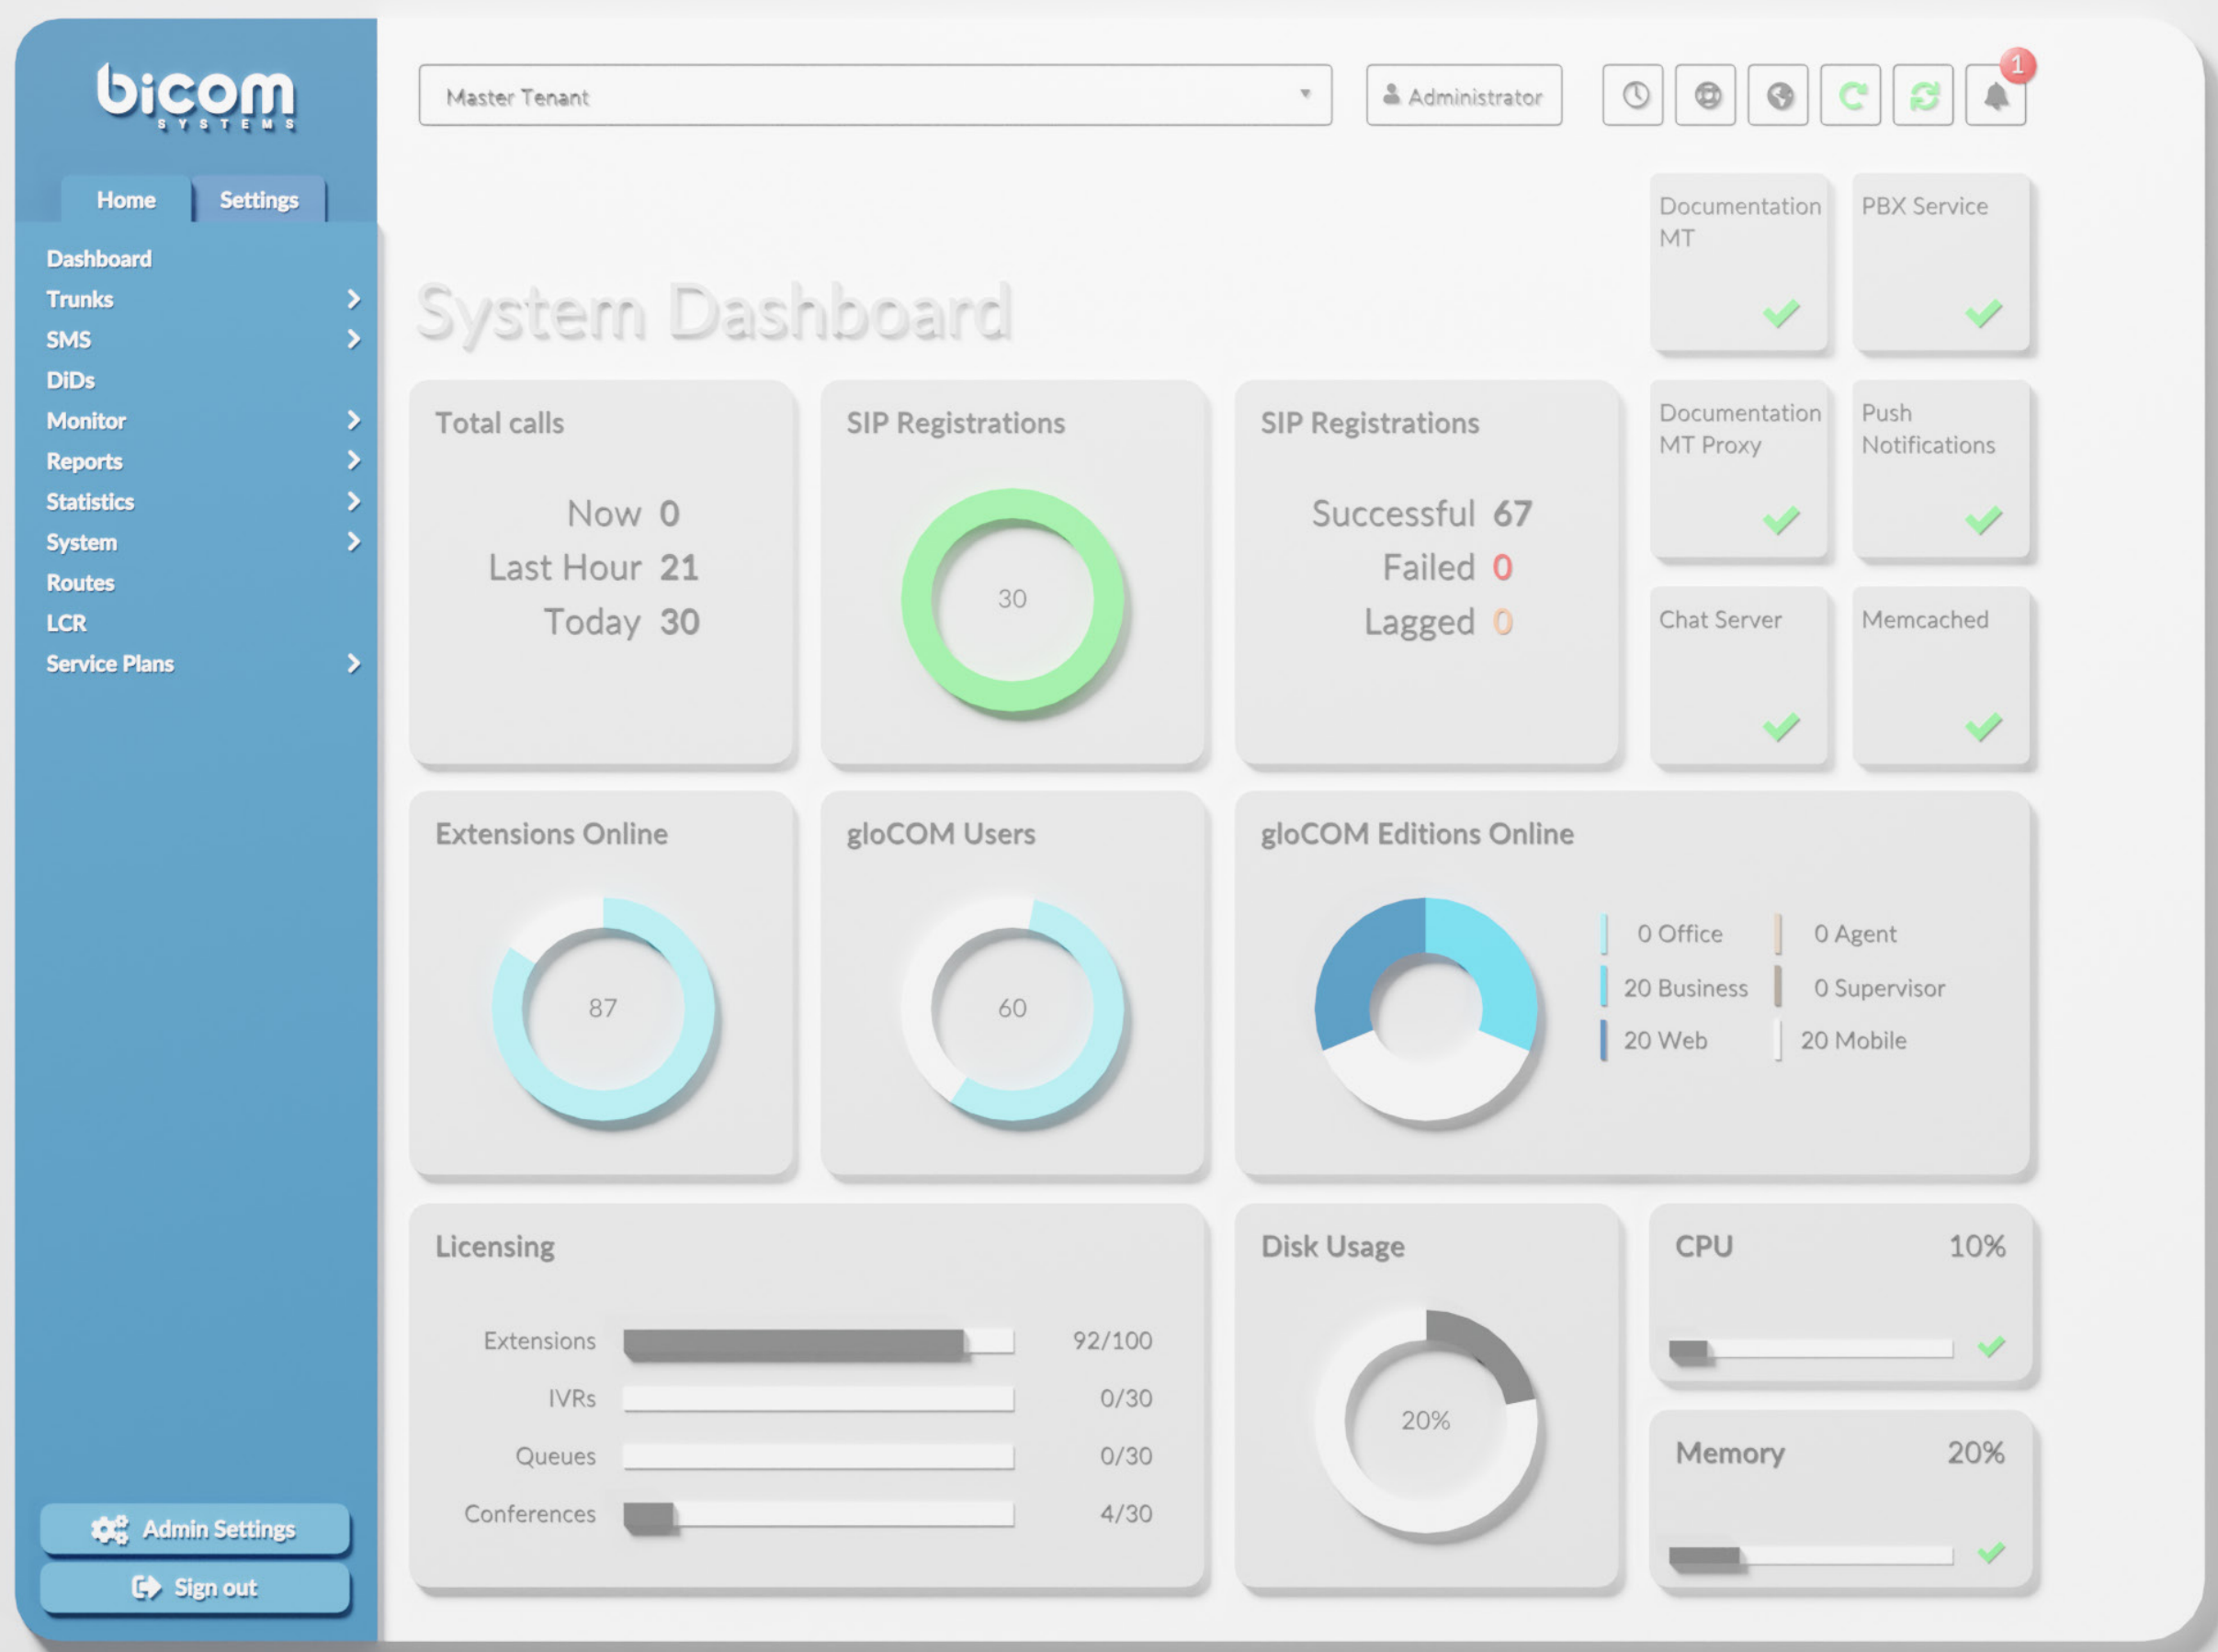 bicom
SYSTEMS
Master Tenant
Administrator
1
Home
Settings
Dashboard
Trunks
SMS
DiDs
Monitor
Reports
Statistics
System
Routes
LCR
Service Plans
Admin Settings
Sign out
System Dashboard
Documentation
MT
PBX Service
Documentation
MT Proxy
Push
Notifications
Chat Server
Memcached
Total calls
Now 0
Last Hour 21
Today 30
SIP Registrations
30
SIP Registrations
Successful 67
Failed 0
Lagged 0
Extensions Online
87
gloCOM Users
60
gloCOM Editions Online
0 Office
0 Agent
20 Business
0 Supervisor
20 Web
20 Mobile
Licensing
Extensions 92/100
IVRs 0/30
Queues 0/30
Conferences 4/30
Disk Usage
20%
CPU 10%
Memory 20%